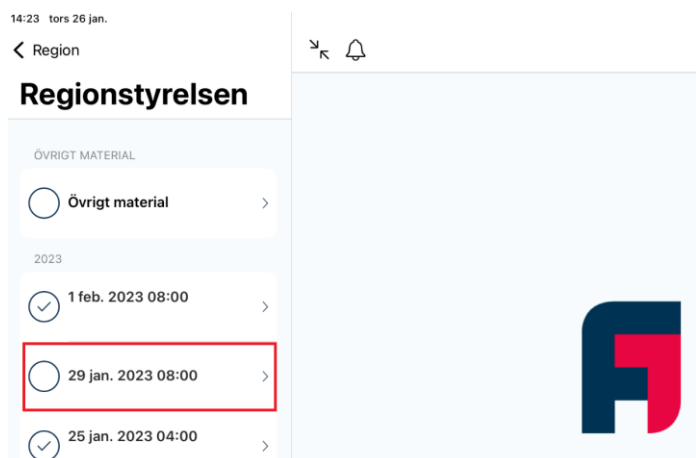 14:23 tors 26 jan.
Region
Regionstyrelsen
ÖVRIGT MATERIAL
Övrigt material
2023
1 feb. 2023 08:00
29 jan. 2023 08:00
25 jan. 2023 04:00